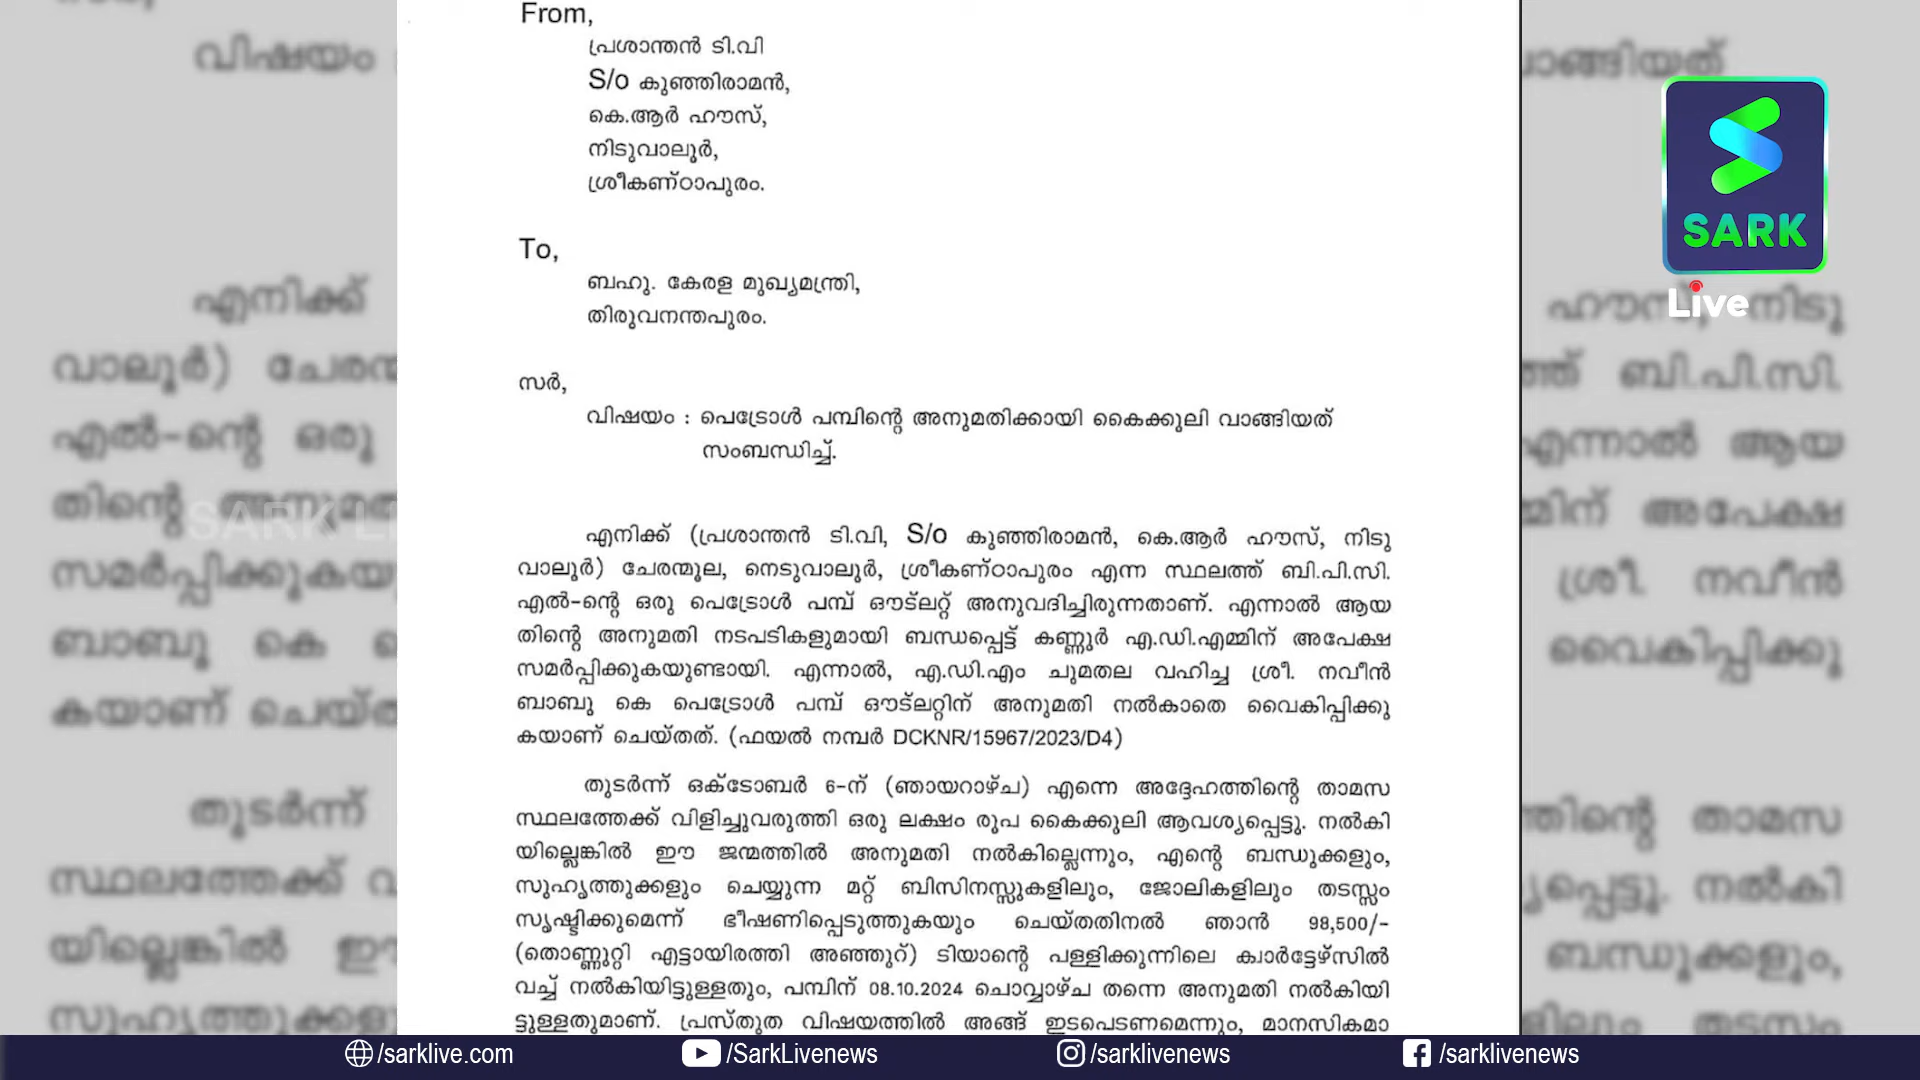 From,
പ്രശാന്തൻ ടി.വി
S/o കുഞ്ഞിരാമൻ,
കെ.ആർ ഹൗസ്,
നിടുവാലൂർ,
ശ്രീകണ്ഠാപുരം.
To,
ബഹു. കേരള മുഖ്യമന്ത്രി,
തിരുവനന്തപുരം.
സർ,
വിഷയം : പെട്രോൾ പമ്പിന്റെ അനുമതിക്കായി കൈക്കുലി വാങ്ങിയത്
സംബന്ധിച്ച്.
എനിക്ക് (പ്രശാന്തൻ ടി.വി, S/o കുഞ്ഞിരാമൻ, കെ.ആർ ഹൗസ്, നിടു
വാലൂർ) ചേരന്മൂല, നെടുവാലൂർ, ശ്രീകണ്ഠാപുരം എന്ന സ്ഥലത്ത് ബി.പി.സി.
എൽ-ന്റെ ഒരു പെട്രോൾ പമ്പ് ഔട്‌ലറ്റ് അനുവദിച്ചിരുന്നതാണ്. എന്നാൽ ആയ
തിന്റെ അനുമതി നടപടികളുമായി ബന്ധപ്പെട്ട് കണ്ണൂർ എ.ഡി.എമ്മിന് അപേക്ഷ
സമർപ്പിക്കുകയുണ്ടായി. എന്നാൽ, എ.ഡി.എം ചുമതല വഹിച്ച ശ്രീ. നവീൻ
ബാബു കെ പെട്രോൾ പമ്പ് ഔട്‌ലറ്റിന് അനുമതി നൽകാതെ വൈകിപ്പിക്കു
കയാണ് ചെയ്തത്. (ഫയൽ നമ്പർ DCKNR/15967/2023/D4)
തുടർന്ന് ഒക്ടോബർ 6-ന് (ഞായറാഴ്ച) എന്നെ അദ്ദേഹത്തിന്റെ താമസ
സ്ഥലത്തേക്ക് വിളിച്ചുവരുത്തി ഒരു ലക്ഷം രൂപ കൈക്കുലി ആവശ്യപ്പെട്ടു. നൽകി
യില്ലെങ്കിൽ ഈ ജന്മത്തിൽ അനുമതി നൽകില്ലെന്നും, എന്റെ ബന്ധുക്കളും,
സുഹൃത്തുക്കളും ചെയ്യുന്ന മറ്റ് ബിസിനസ്സുകളിലും, ജോലികളിലും തടസ്സം
സൃഷ്ടിക്കുമെന്ന് ഭീഷണിപ്പെടുത്തുകയും ചെയ്തതിനൽ ഞാൻ 98,500/-
(തൊണ്ണൂറ്റി എട്ടായിരത്തി അഞ്ഞുറ്) ടിയാന്റെ പള്ളിക്കുന്നിലെ ക്വാർട്ടേഴ്സിൽ
വച്ച് നൽകിയിട്ടുള്ളതും, പമ്പിന് 08.10.2024 ചൊവ്വാഴ്ച തന്നെ അനുമതി നൽകിയി
ട്ടുള്ളതുമാണ്. പ്രസ്തുത വിഷയത്തിൽ അങ്ങ് ഇടപെടണമെന്നും, മാനസികമാ
SARK
Live
/sarklive.com
/SarkLivenews
/sarklivenews
/sarklivenews